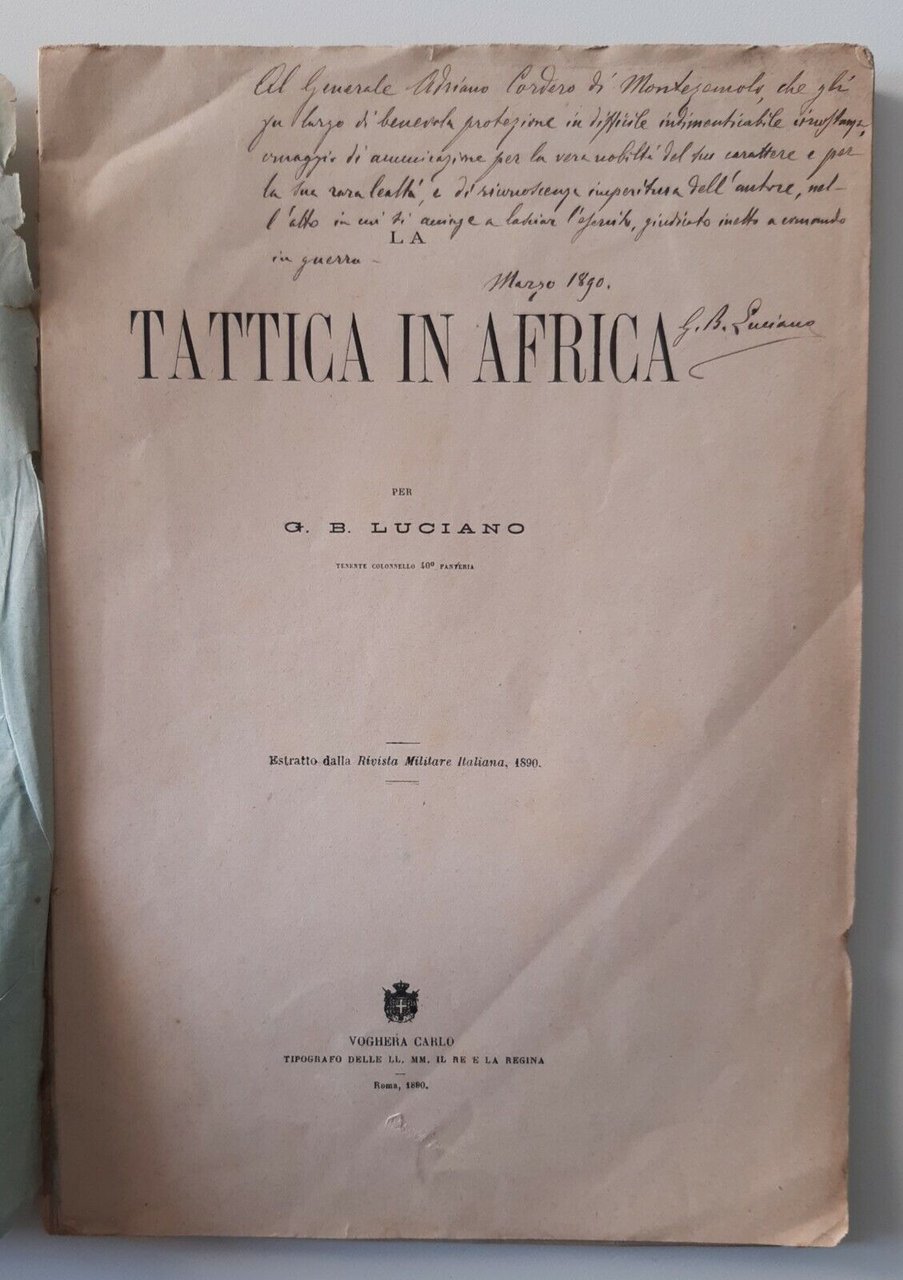 Al Generale Adriano Cordero di Montezemolo, che gli
fu largo di benevola protezione in difficile indimenticabile circostanza,
omaggio di ammirazione per la vera nobiltà del suo carattere e per
la sua rara lealtà, e di riconoscenza imperitura dell'autore, nel-
l'atto in cui si accinge a lasciar l'esercito, giudicato inetto a comando
in guerra –
Marzo 1890.
G. B. Luciano
LA
TATTICA IN AFRICA
PER
G. B. LUCIANO
TENENTE COLONNELLO 40º FANTERIA
Estratto dalla Rivista Militare Italiana, 1890.
VOGHERA CARLO
TIPOGRAFO DELLE LL. MM. IL RE E LA REGINA
Roma, 1890.